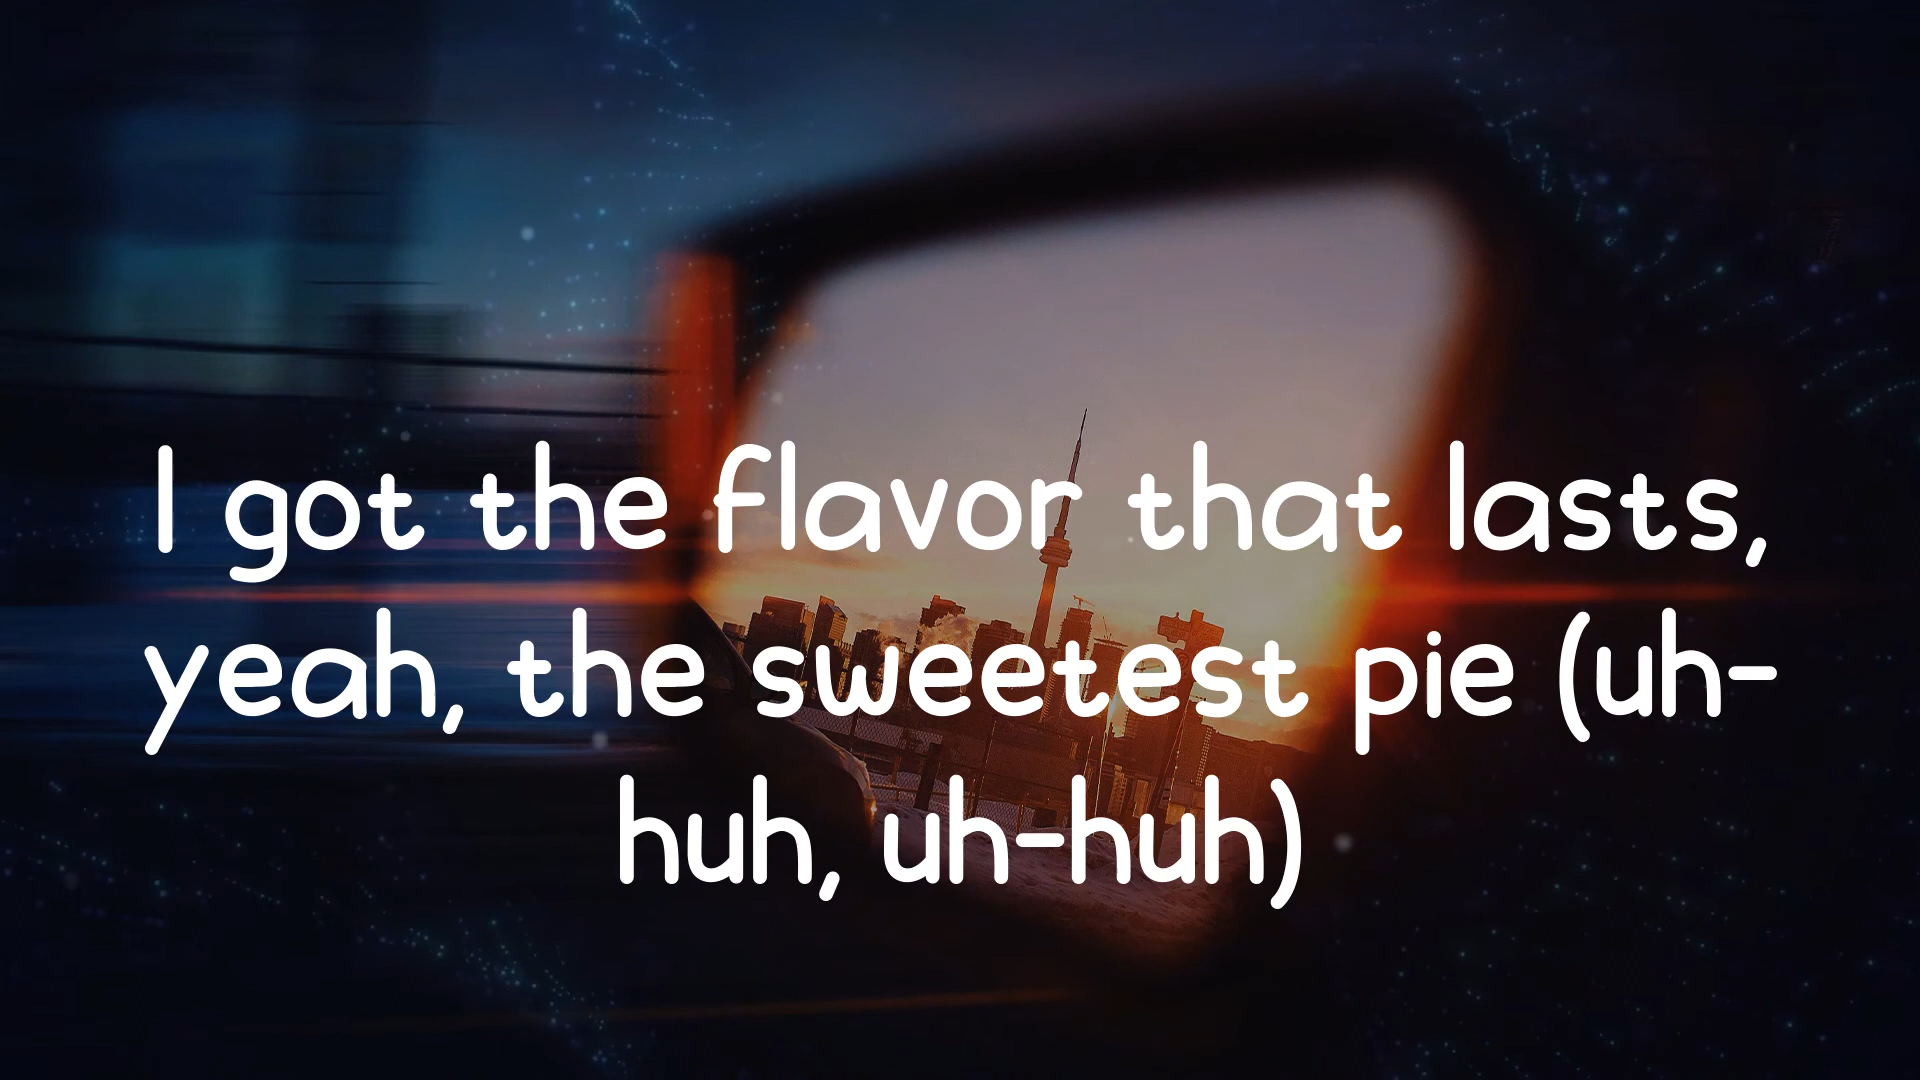 I got the flavor that lasts,
yeah, the sweetest pie (uh-
huh, uh-huh)